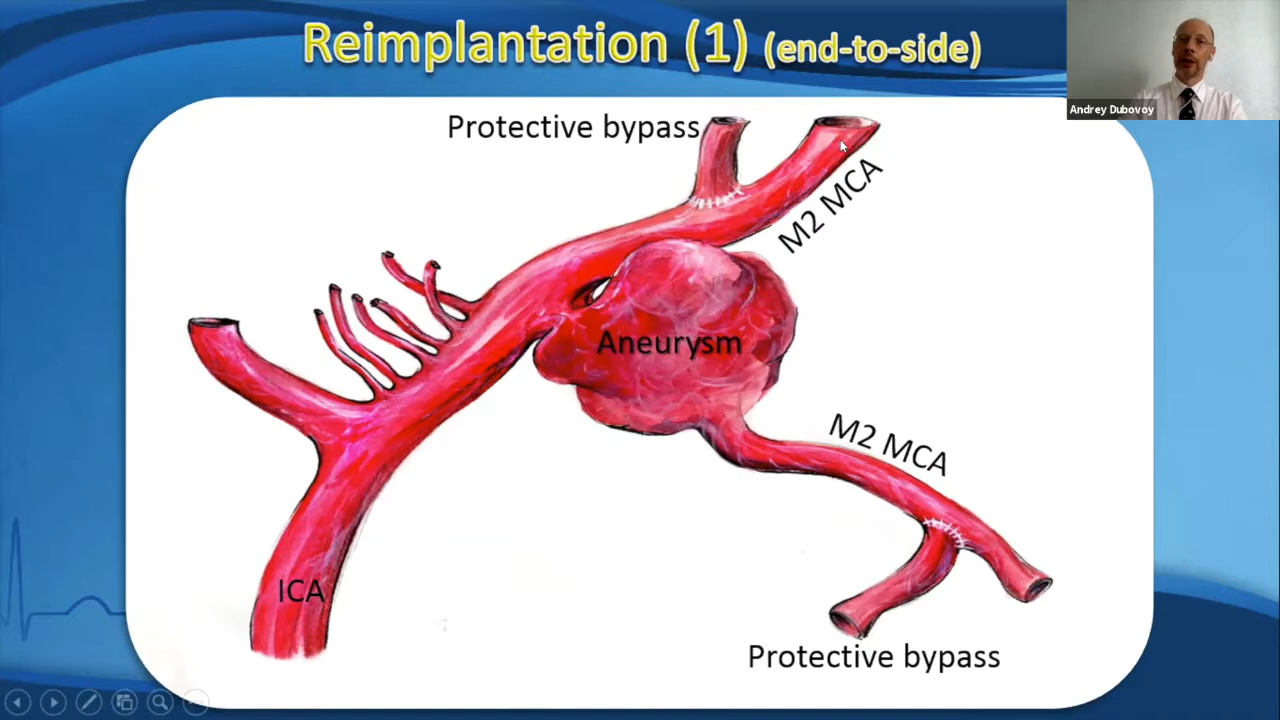 Reimplantation (1) (end-to-side)
Andrey Dubovoy
Protective bypass
M2 MCA
Aneurysm
M2 MCA
ICA
Protective bypass